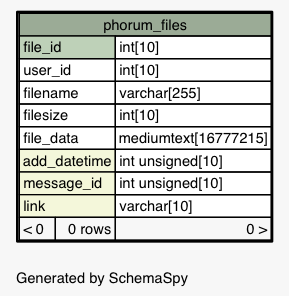 phorum_files
file_id int[10]
user_id int[10]
filename varchar[255]
filesize int[10]
file_data mediumtext[16777215]
add_datetime int unsigned[10]
message_id int unsigned[10]
link varchar[10]
< 0 0 rows 0 >
Generated by SchemaSpy